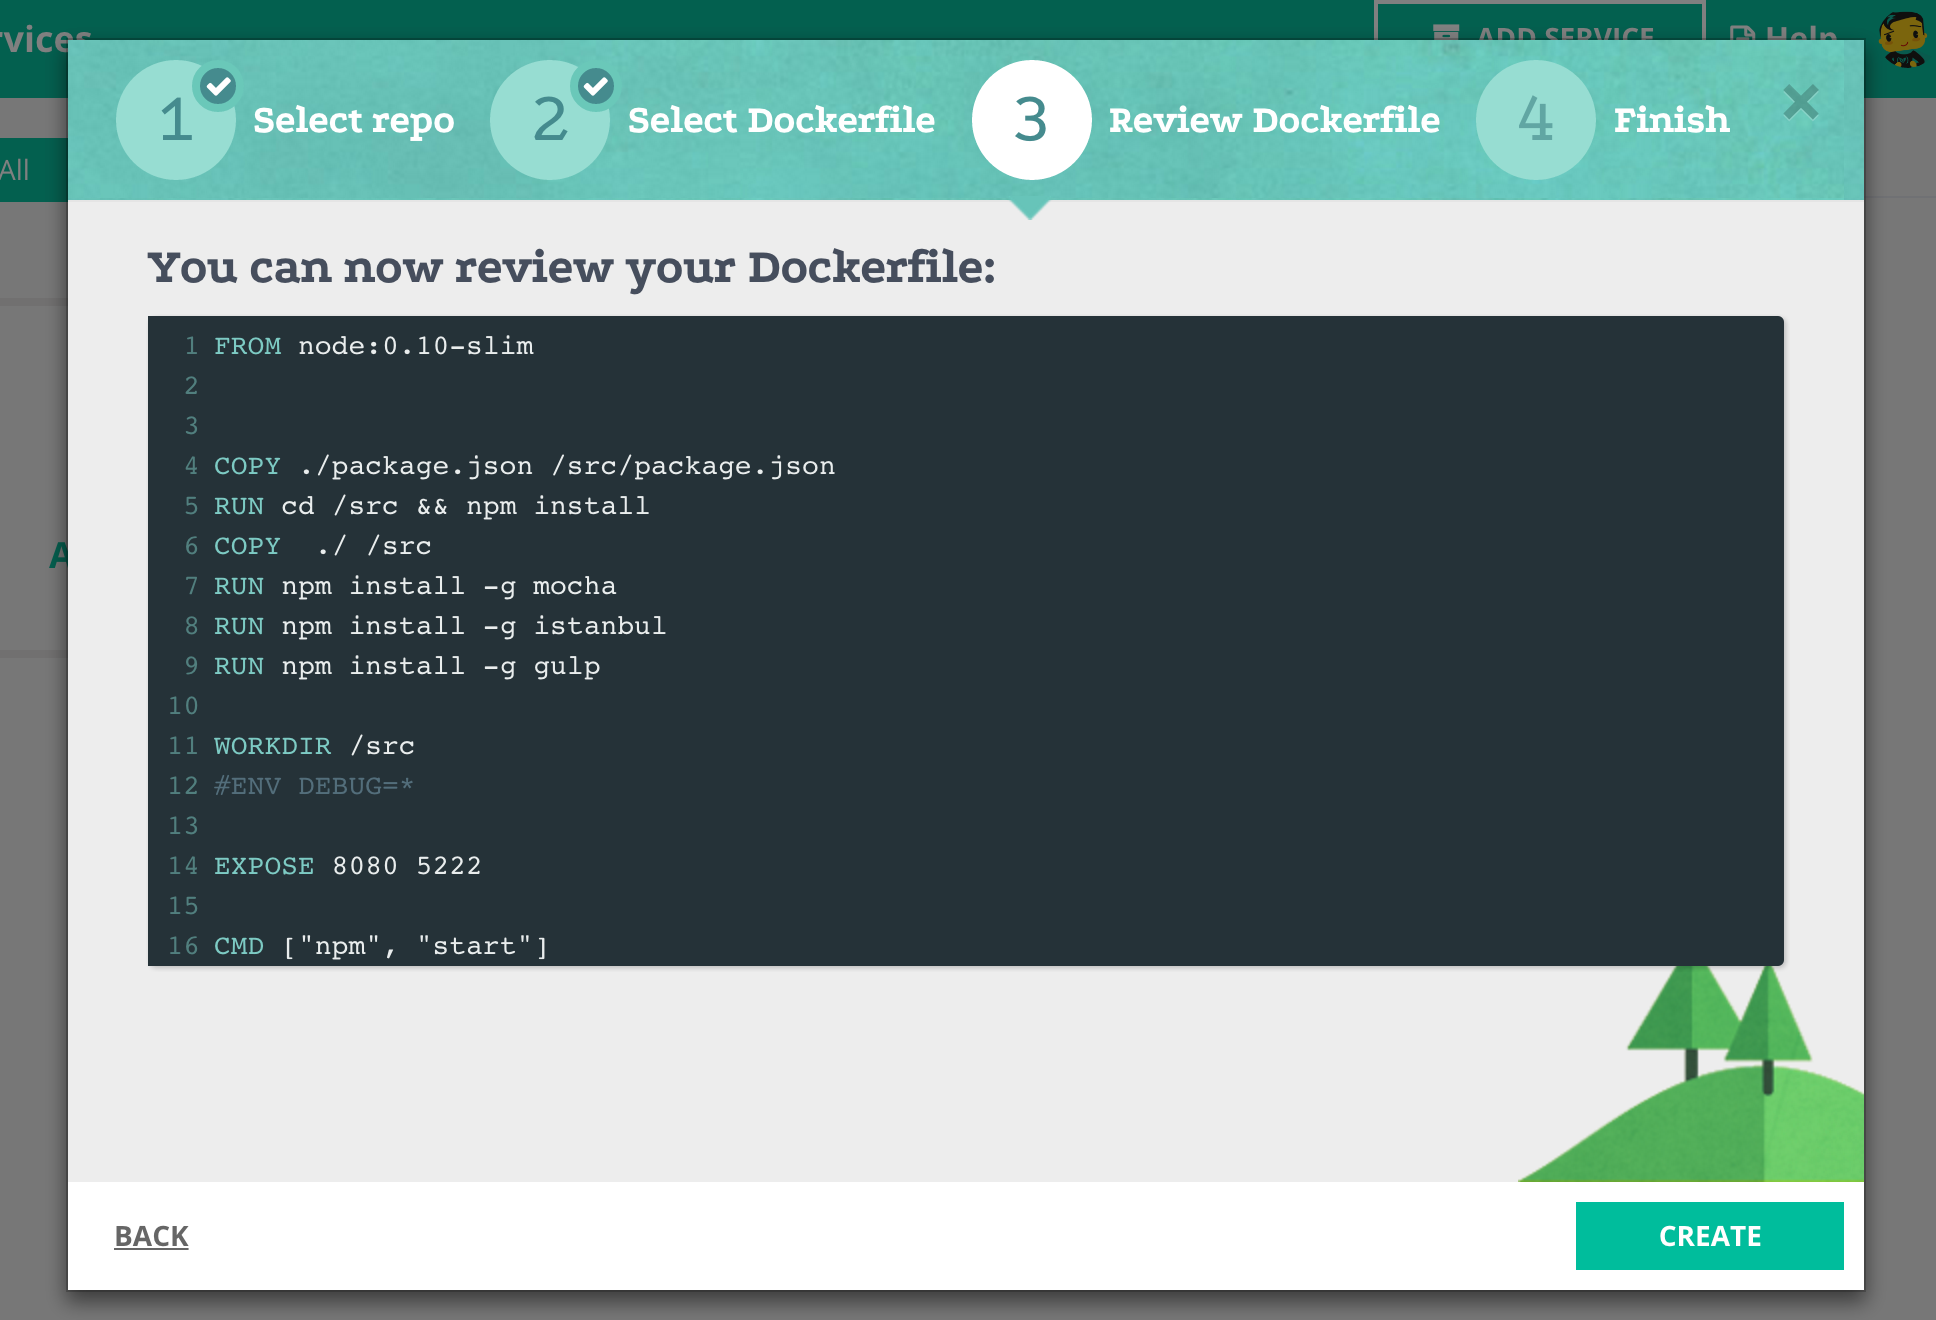 ADD SERVICE
Help
1 Select repo
2 Select Dockerfile
3 Review Dockerfile
4 Finish
All
You can now review your Dockerfile:
1 FROM node:0.10-slim
2
3
4 COPY ./package.json /src/package.json
5 RUN cd /src && npm install
6 COPY  ./ /src
7 RUN npm install -g mocha
8 RUN npm install -g istanbul
9 RUN npm install -g gulp
10
11 WORKDIR /src
12 #ENV DEBUG=*
13
14 EXPOSE 8080 5222
15
16 CMD ["npm", "start"]
BACK
CREATE